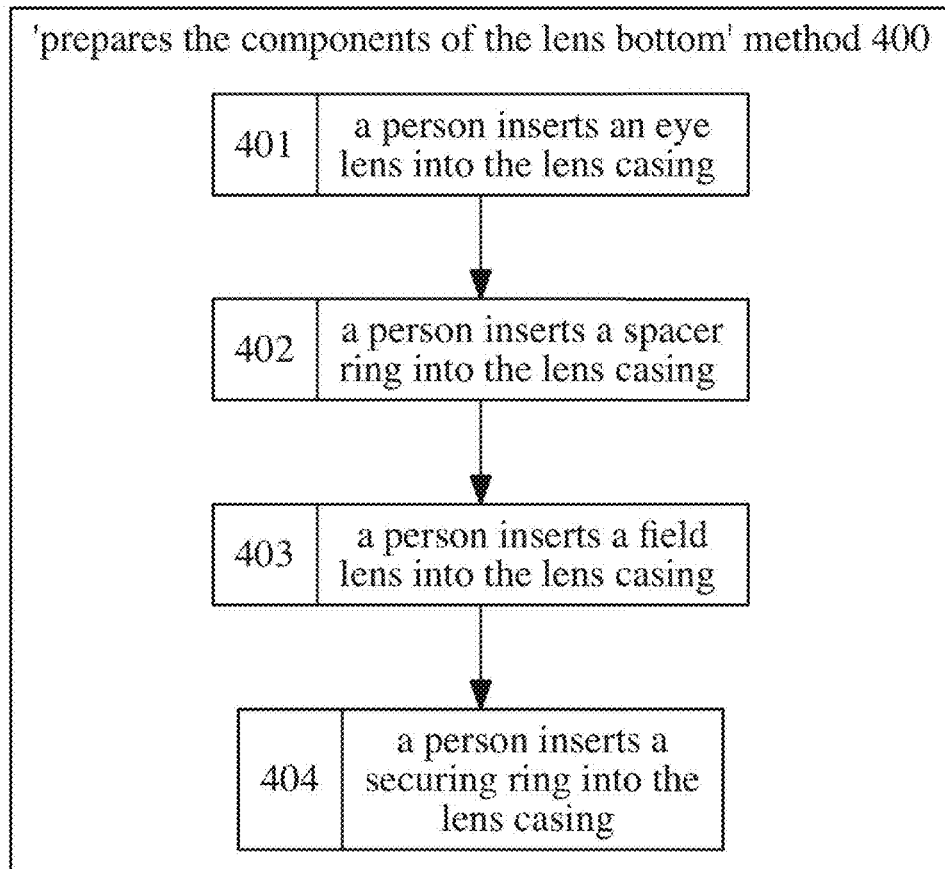 'prepares the components of the lens bottom' method 400
401
a person inserts an eye
lens into the lens casing
402
a person inserts a spacer
ring into the lens casing
403
a person inserts a field
lens into the lens casing
404
a person inserts a
securing ring into the
lens casing